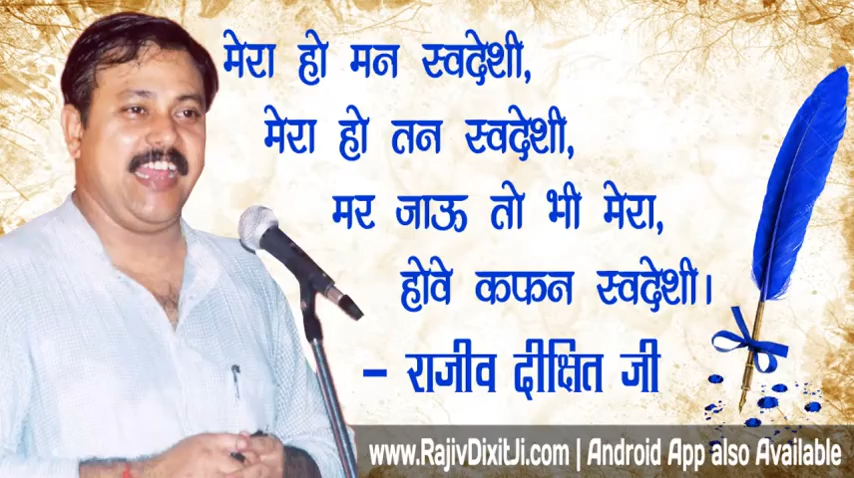 मेरा हो मन स्वदेशी,
मेरा हो तन स्वदेशी,
मर जाऊ तो भी मेरा,
होवे कफन स्वदेशी।
– राजीव दीक्षित जी
www.RajivDixitJi.com | Android App also Available